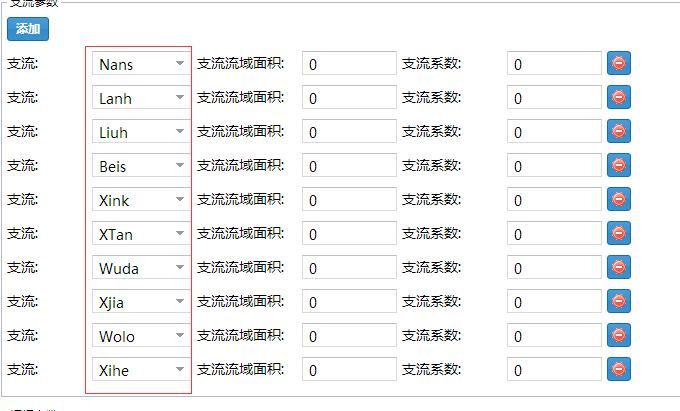 支流参数
添加
支流: Nans 支流流域面积: 0 支流系数: 0
支流: Lanh 支流流域面积: 0 支流系数: 0
支流: Liuh 支流流域面积: 0 支流系数: 0
支流: Beis 支流流域面积: 0 支流系数: 0
支流: Xink 支流流域面积: 0 支流系数: 0
支流: XTan 支流流域面积: 0 支流系数: 0
支流: Wuda 支流流域面积: 0 支流系数: 0
支流: Xjia 支流流域面积: 0 支流系数: 0
支流: Wolo 支流流域面积: 0 支流系数: 0
支流: Xihe 支流流域面积: 0 支流系数: 0